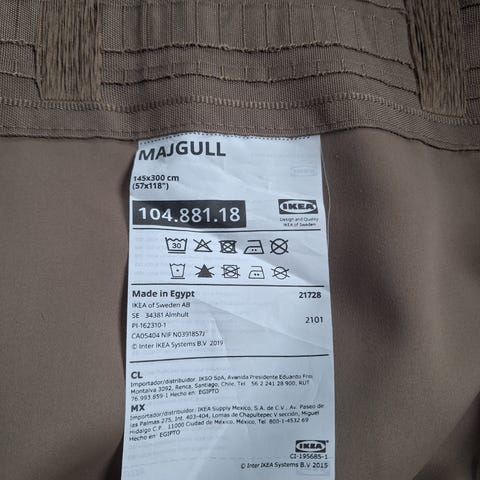 MAJGULL
145x300 cm
(57x118")
104.881.18
IKEA
Design and Quality
IKEA of Sweden
30
Made in Egypt 21728
IKEA of Sweden AB
SE - 34381 Älmhult 2101
PI-162310-1
CA05404 NIF N0391857J
© Inter IKEA Systems B.V. 2019
CL
Importador/distribuidor: IKSO SpA, Avenida Presidente Eduardo Frei
Montalva 3092, Renca, Santiago, Chile, Tel. 56 2 241 28 900, RUT
76.993.859-1 Hecho en: EGIPTO
MX
Importador/distribuidor: IKEA Supply México, S.A. de C.V., Av. Paseo de
las Palmas 275, Int. 403-404, Lomas de Chapultepec V sección, Miguel
Hidalgo C.P. 11000 Ciudad de México, México Tel. 800-1-4532 69
Hecho en: EGIPTO
IKEA
CI-195685-1
© Inter IKEA Systems B.V 2015